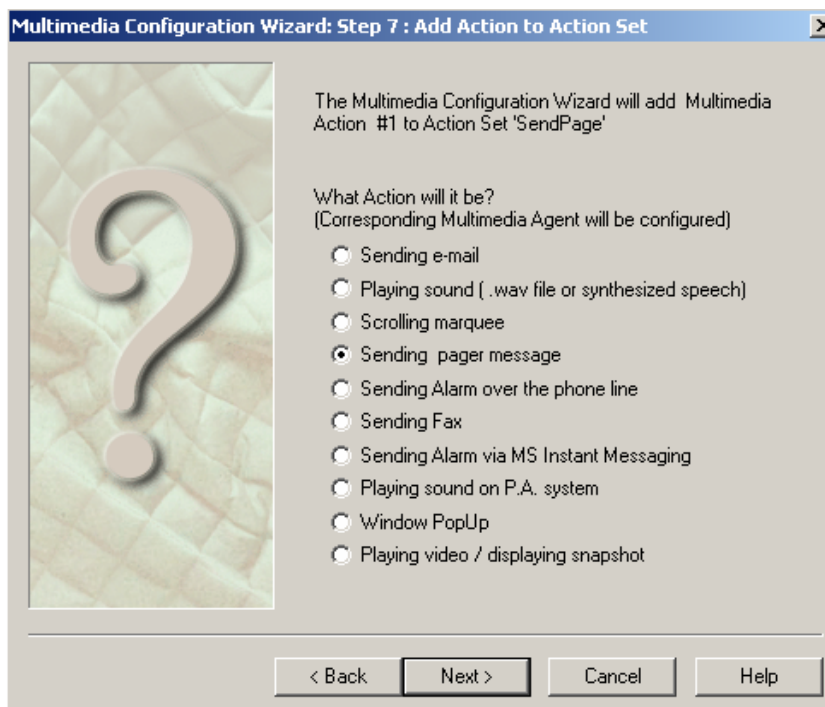 Multimedia Configuration Wizard: Step 7 : Add Action to Action Set
The Multimedia Configuration Wizard will add  Multimedia
Action  #1 to Action Set 'SendPage'
What Action will it be?
(Corresponding Multimedia Agent will be configured)
Sending e-mail
Playing sound ( .wav file or synthesized speech)
Scrolling marquee
Sending  pager message
Sending Alarm over the phone line
Sending Fax
Sending Alarm via MS Instant Messaging
Playing sound on P.A. system
Window PopUp
Playing video / displaying snapshot
< Back Next > Cancel Help